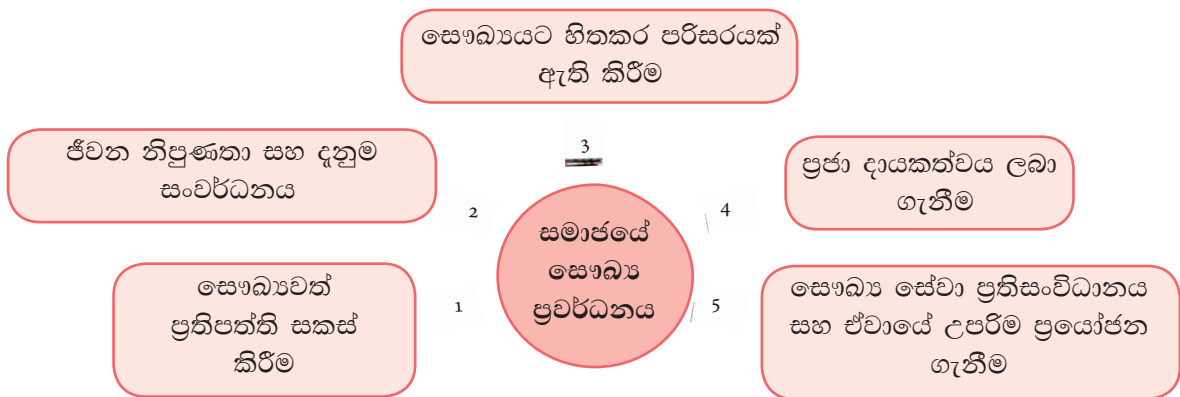 සෞඛ්‍යයට හිතකර පරිසරයක්
ඇති කිරීම
3
ජීවන නිපුණතා සහ දැනුම
සංවර්ධනය
2
ප්‍රජා දායකත්වය ලබා
ගැනීම
4
සමාජයේ
සෞඛ්‍ය
ප්‍රවර්ධනය
සෞඛ්‍යවත්
ප්‍රතිපත්ති සකස්
කිරීම
1
සෞඛ්‍ය සේවා ප්‍රතිසංවිධානය
සහ ඒවායේ උපරිම ප්‍රයෝජන
ගැනීම
5